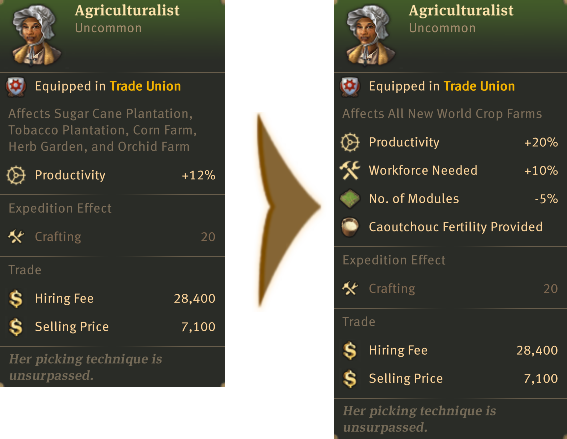 Agriculturalist
Uncommon
Equipped in Trade Union
Affects Sugar Cane Plantation,
Tobacco Plantation, Corn Farm,
Herb Garden, and Orchid Farm
Productivity +12%
Expedition Effect
Crafting 20
Trade
Hiring Fee 28,400
Selling Price 7,100
Her picking technique is
unsurpassed.
Agriculturalist
Uncommon
Equipped in Trade Union
Affects All New World Crop Farms
Productivity +20%
Workforce Needed +10%
No. of Modules -5%
Caoutchouc Fertility Provided
Expedition Effect
Crafting 20
Trade
Hiring Fee 28,400
Selling Price 7,100
Her picking technique is
unsurpassed.